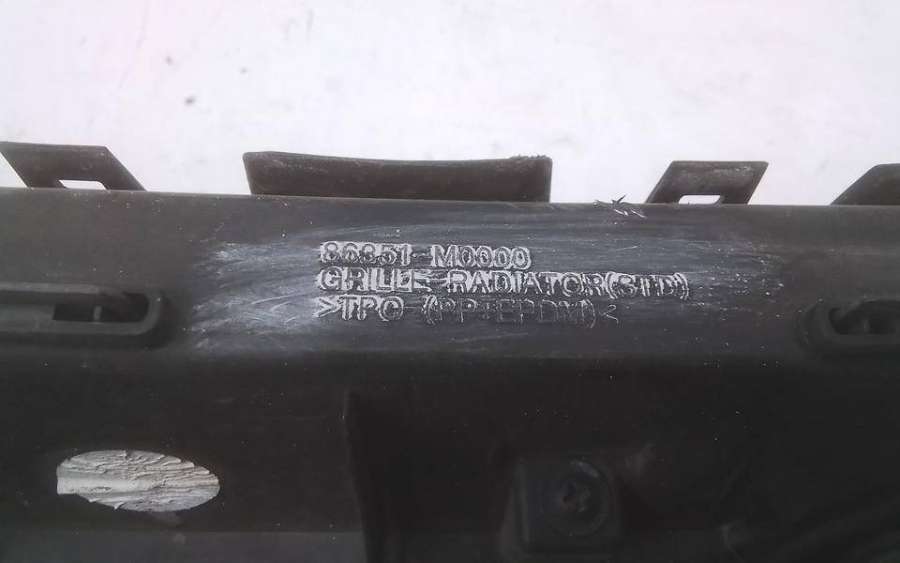 86351-M0000
GRILLE-RADIATOR(STD)
>TPO-(PP+EPDM)<